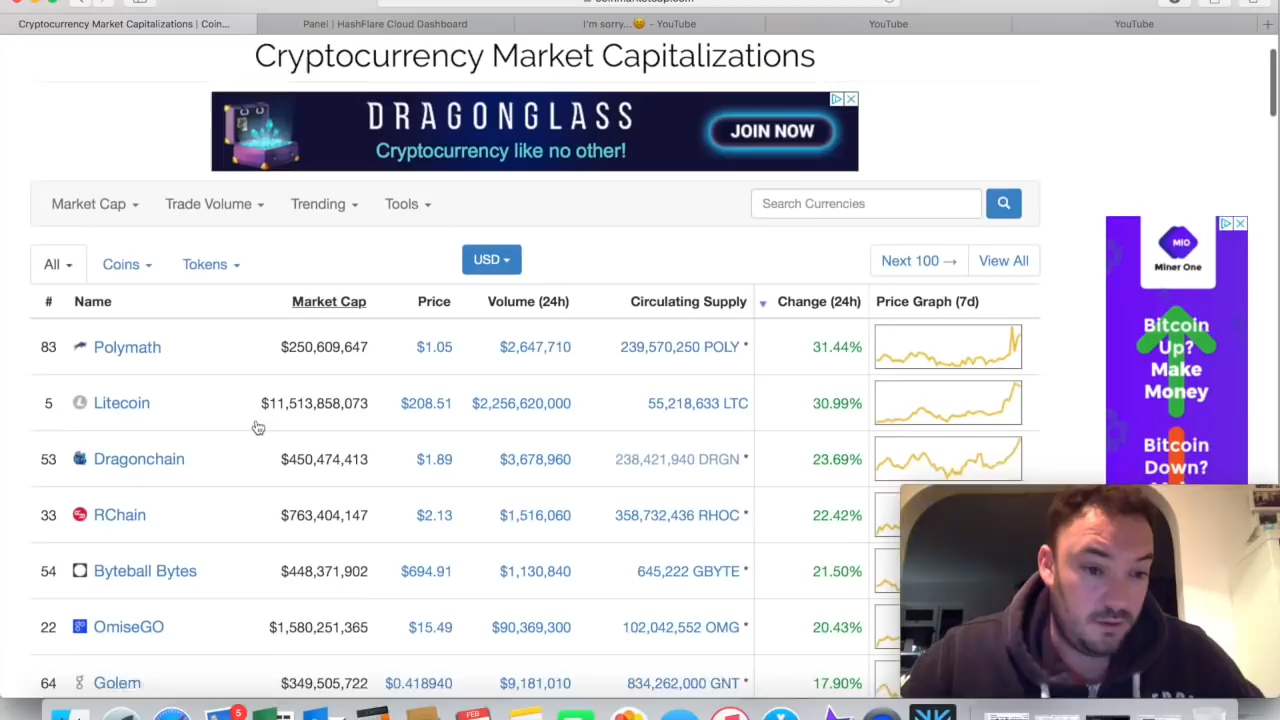 coinmarketcap.com
Cryptocurrency Market Capitalizations | Coin...
Panel | HashFlare Cloud Dashboard
I'm sorry...😢 - YouTube
YouTube
YouTube
Cryptocurrency Market Capitalizations
DRAGONGLASS
Cryptocurrency like no other!
JOIN NOW
Market Cap
Trade Volume
Trending
Tools
Search Currencies
All
Coins
Tokens
USD
Next 100 →
View All
# Name Market Cap Price Volume (24h) Circulating Supply Change (24h) Price Graph (7d)
83 Polymath $250,609,647 $1.05 $2,647,710 239,570,250 POLY * 31.44%
5 Litecoin $11,513,858,073 $208.51 $2,256,620,000 55,218,633 LTC 30.99%
53 Dragonchain $450,474,413 $1.89 $3,678,960 238,421,940 DRGN * 23.69%
33 RChain $763,404,147 $2.13 $1,516,060 358,732,436 RHOC * 22.42%
54 Byteball Bytes $448,371,902 $694.91 $1,130,840 645,222 GBYTE * 21.50%
22 OmiseGO $1,580,251,365 $15.49 $90,369,300 102,042,552 OMG * 20.43%
64 Golem $349,505,722 $0.418940 $9,181,010 834,262,000 GNT * 17.90%
MIO
Miner One
Bitcoin
Up?
Make
Money
Bitcoin
Down?
5
FEB